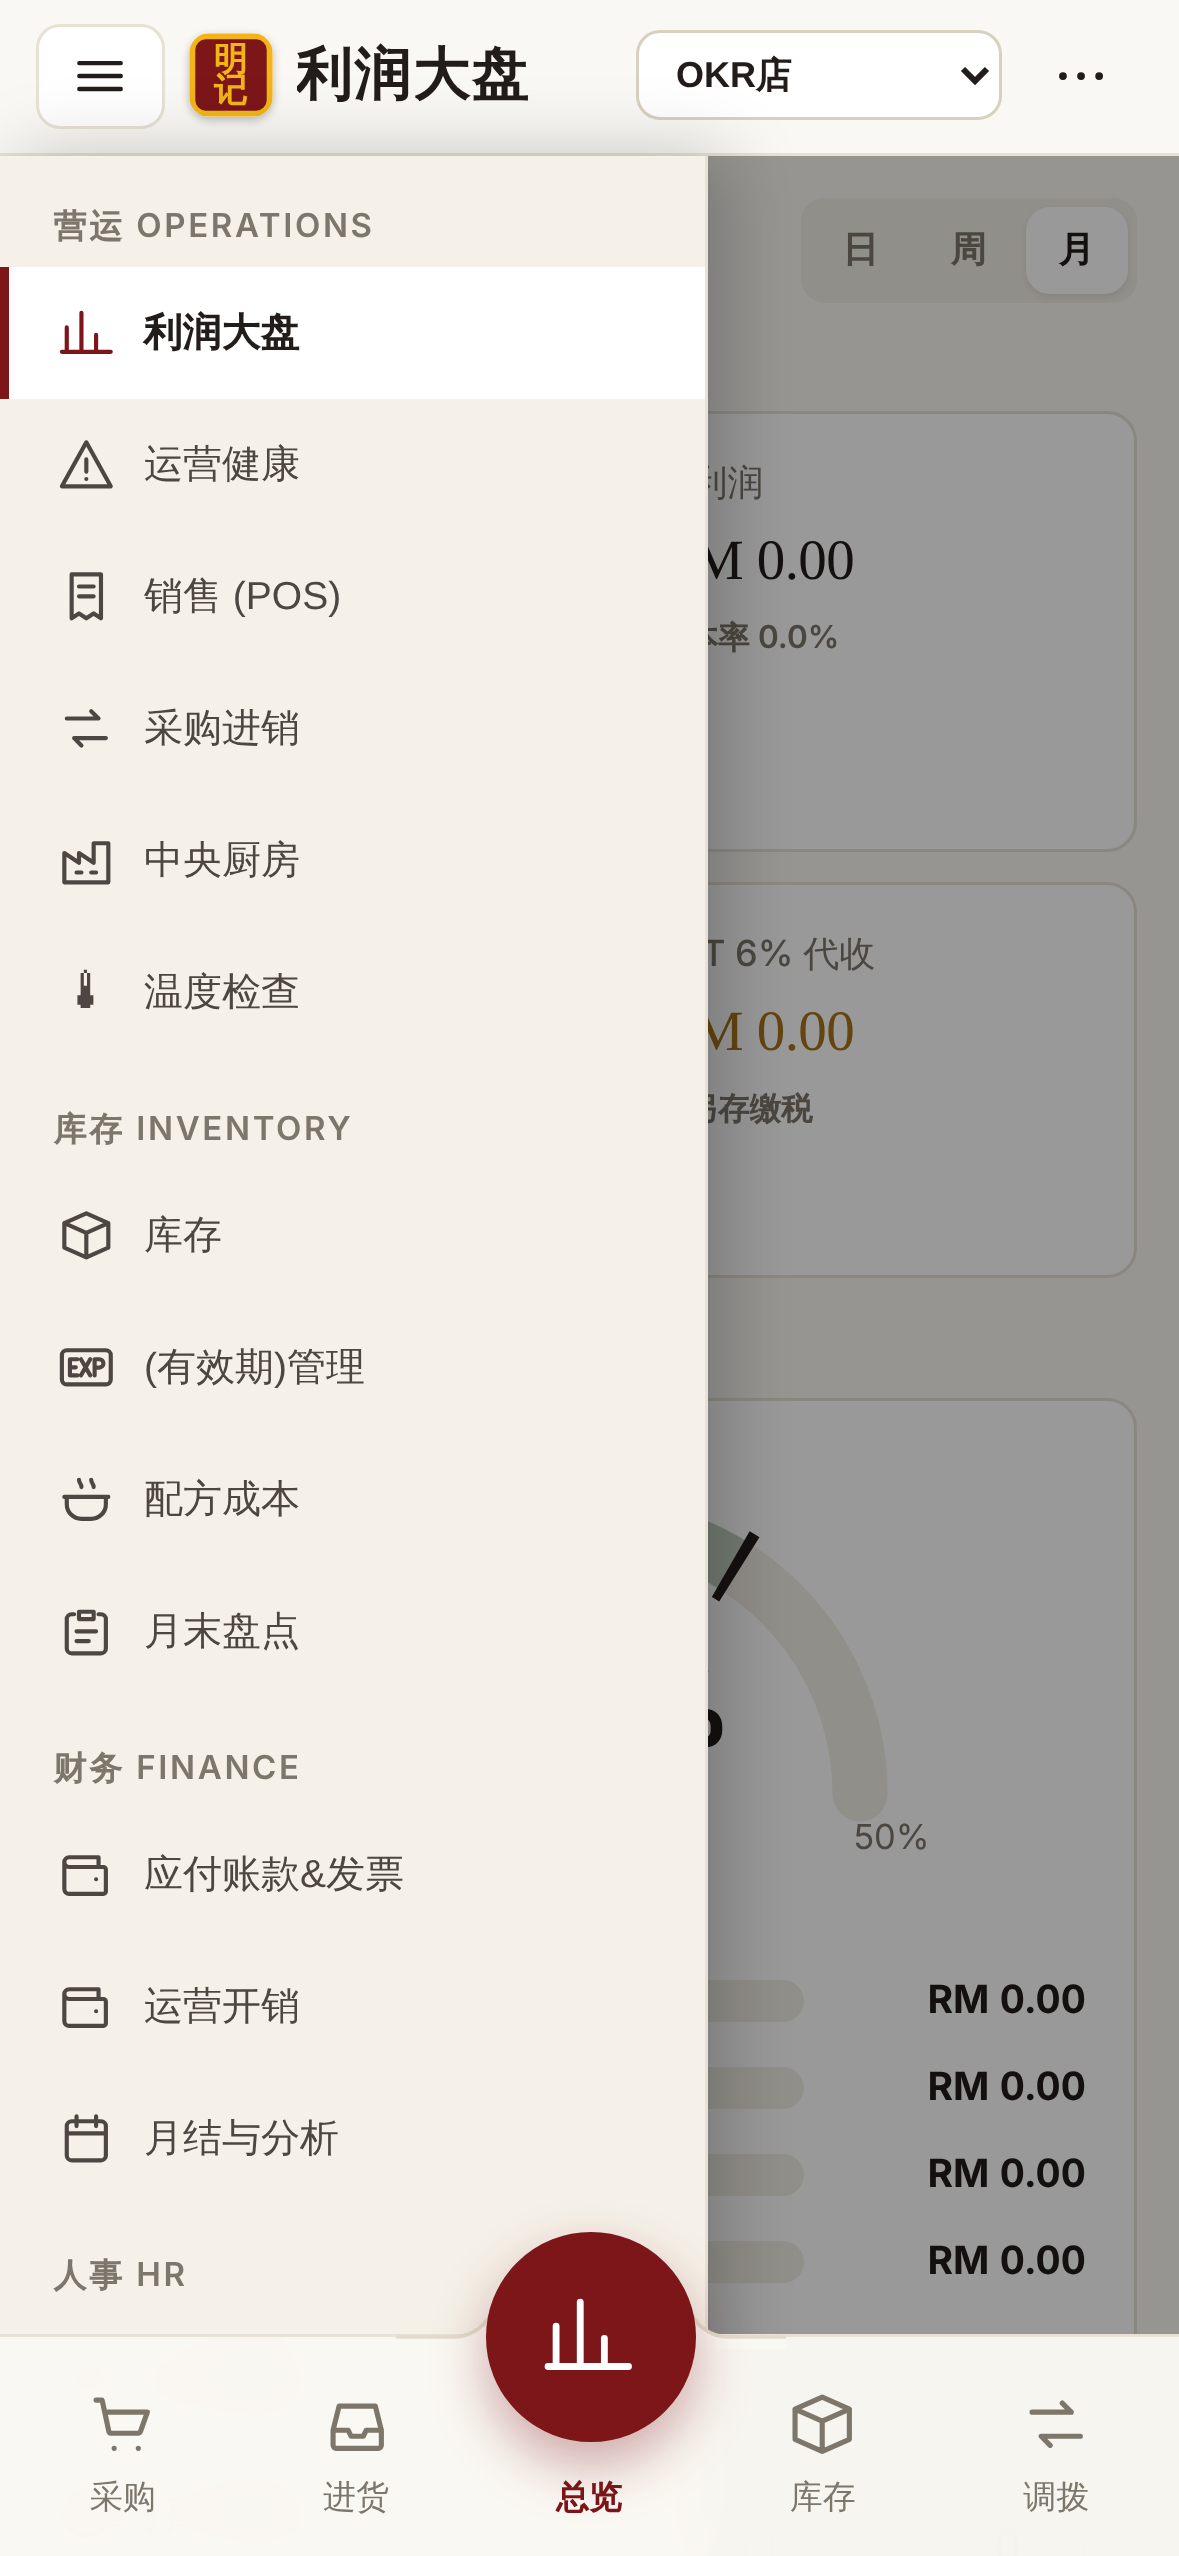 明记
利润大盘
OKR店
日 周 月
营运 OPERATIONS
利润大盘
运营健康
销售 (POS)
采购进销
中央厨房
温度检查
库存 INVENTORY
库存
EXP
(有效期)管理
配方成本
月末盘点
财务 FINANCE
应付账款&发票
运营开销
月结与分析
人事 HR
利润
M 0.00
本率 0.0%
T 6% 代收
M 0.00
另存缴税
50%
RM 0.00
RM 0.00
RM 0.00
RM 0.00
采购
进货
总览
库存
调拨